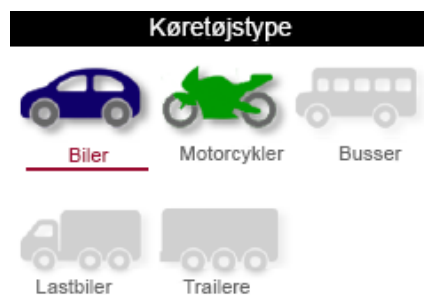 Køretøjstype
Biler
Motorcykler
Busser
Lastbiler
Trailere